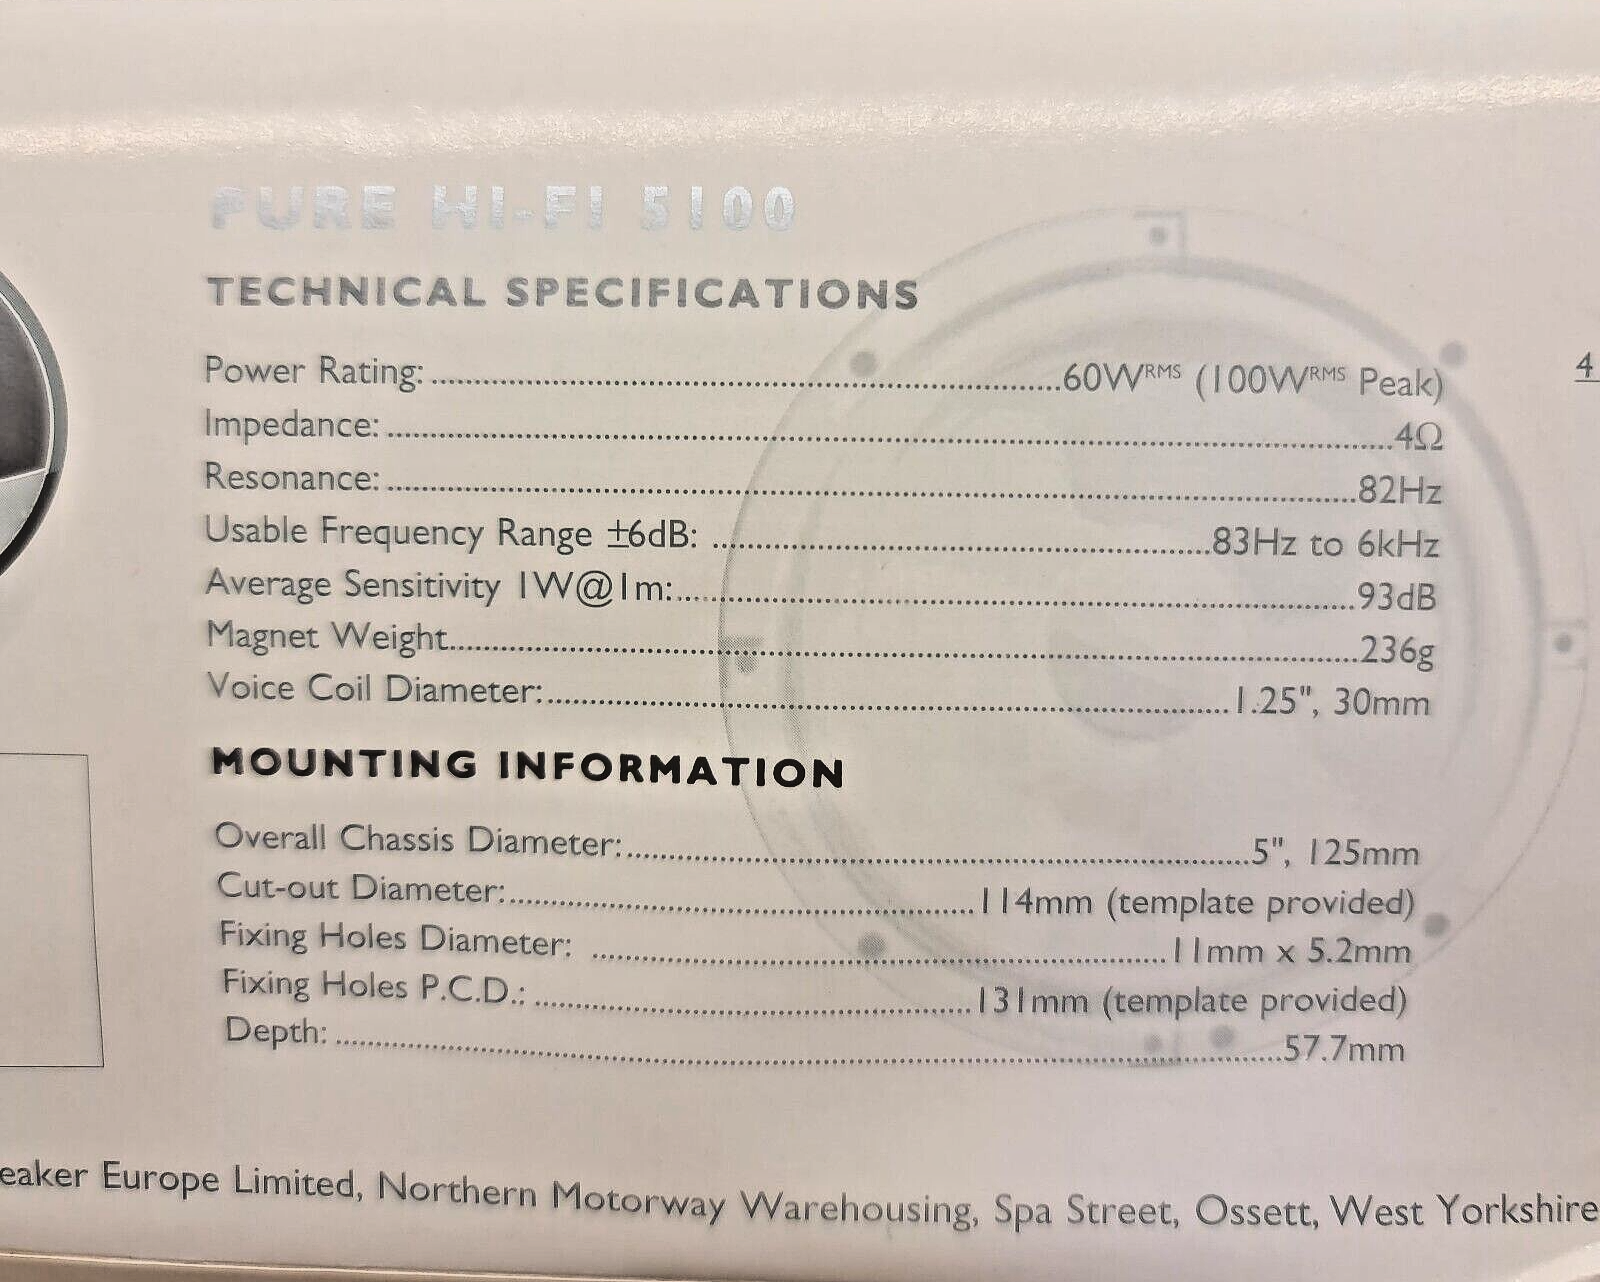 PURE HI-FI 5100
TECHNICAL SPECIFICATIONS
Power Rating:..........60WRMS (100WRMS Peak)
Impedance:..........4Ω
Resonance:..........82Hz
Usable Frequency Range ±6dB: ..........83Hz to 6kHz
Average Sensitivity 1W@1m:..........93dB
Magnet Weight..........236g
Voice Coil Diameter:..........1.25", 30mm
MOUNTING INFORMATION
Overall Chassis Diameter:..........5", 125mm
Cut-out Diameter:..........114mm (template provided)
Fixing Holes Diameter: ..........11mm x 5.2mm
Fixing Holes P.C.D.: ..........131mm (template provided)
Depth: ..........57.7mm
4
eaker Europe Limited, Northern Motorway Warehousing, Spa Street, Ossett, West Yorkshire